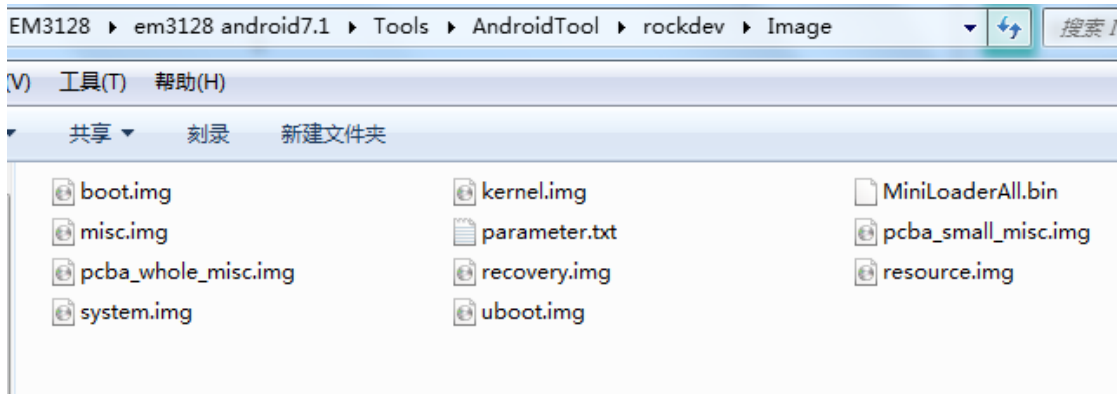 EM3128 ▸ em3128 android7.1 ▸ Tools ▸ AndroidTool ▸ rockdev ▸ Image 搜索
(V) 工具(T) 帮助(H)
共享 刻录 新建文件夹
boot.img kernel.img MiniLoaderAll.bin
misc.img parameter.txt pcba_small_misc.img
pcba_whole_misc.img recovery.img resource.img
system.img uboot.img